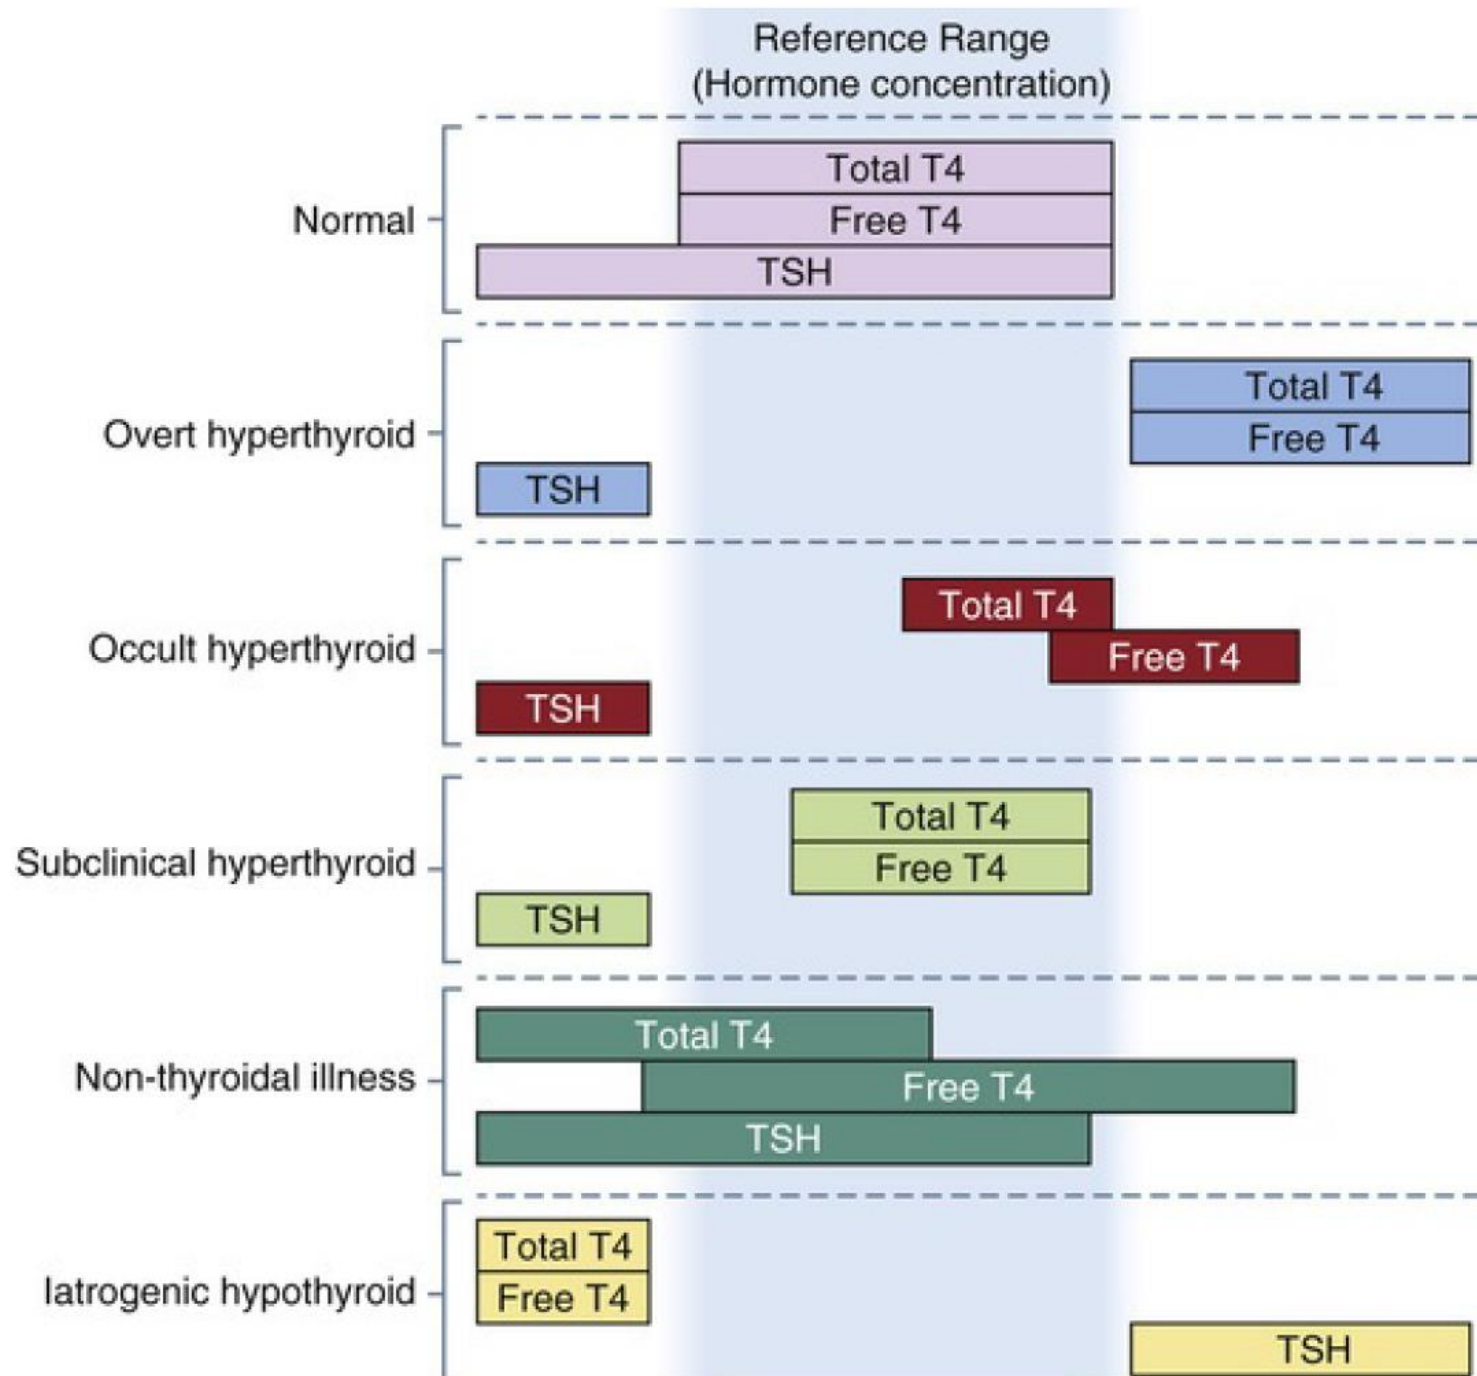 Reference Range
(Hormone concentration)
Normal
Total T4
Free T4
TSH
Overt hyperthyroid
Total T4
Free T4
TSH
Occult hyperthyroid
Total T4
Free T4
TSH
Subclinical hyperthyroid
Total T4
Free T4
TSH
Non-thyroidal illness
Total T4
Free T4
TSH
Iatrogenic hypothyroid
Total T4
Free T4
TSH